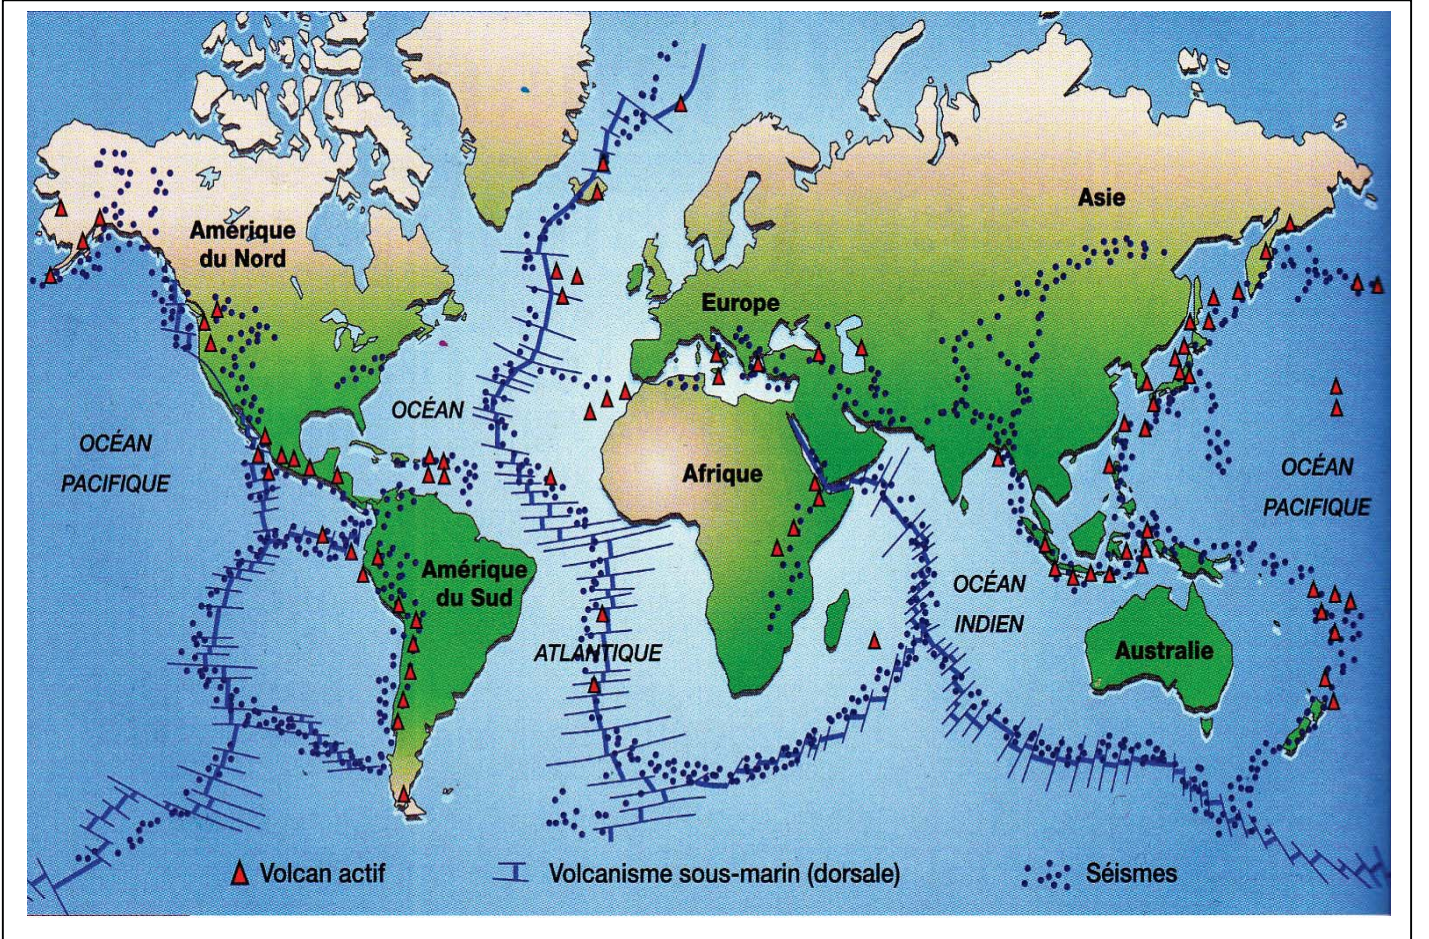 Asie
Amérique
du Nord
Europe
OCÉAN
OCÉAN
PACIFIQUE
Afrique
OCÉAN
PACIFIQUE
Amérique
du Sud
OCÉAN
INDIEN
ATLANTIQUE
Australie
Volcan actif
Volcanisme sous-marin (dorsale)
Séismes